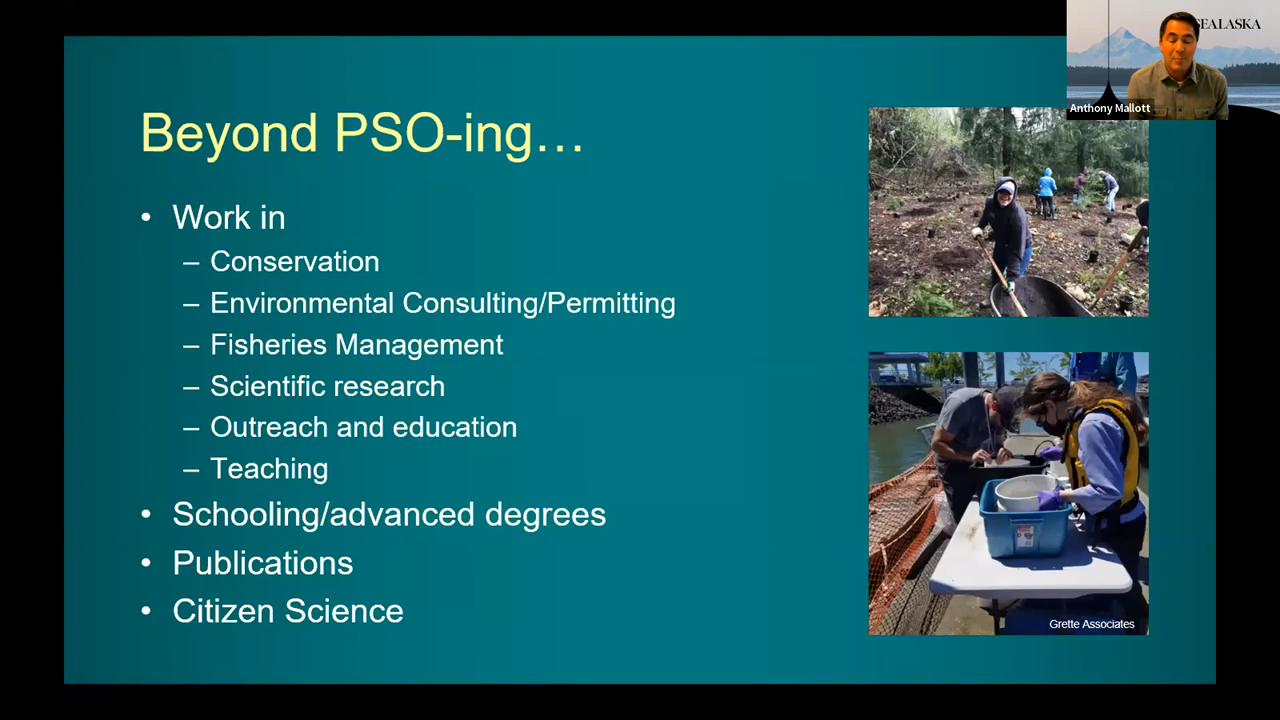 SEALASKA
Anthony Mallott
Beyond PSO-ing…
• Work in
– Conservation
– Environmental Consulting/Permitting
– Fisheries Management
– Scientific research
– Outreach and education
– Teaching
• Schooling/advanced degrees
• Publications
• Citizen Science
Grette Associates